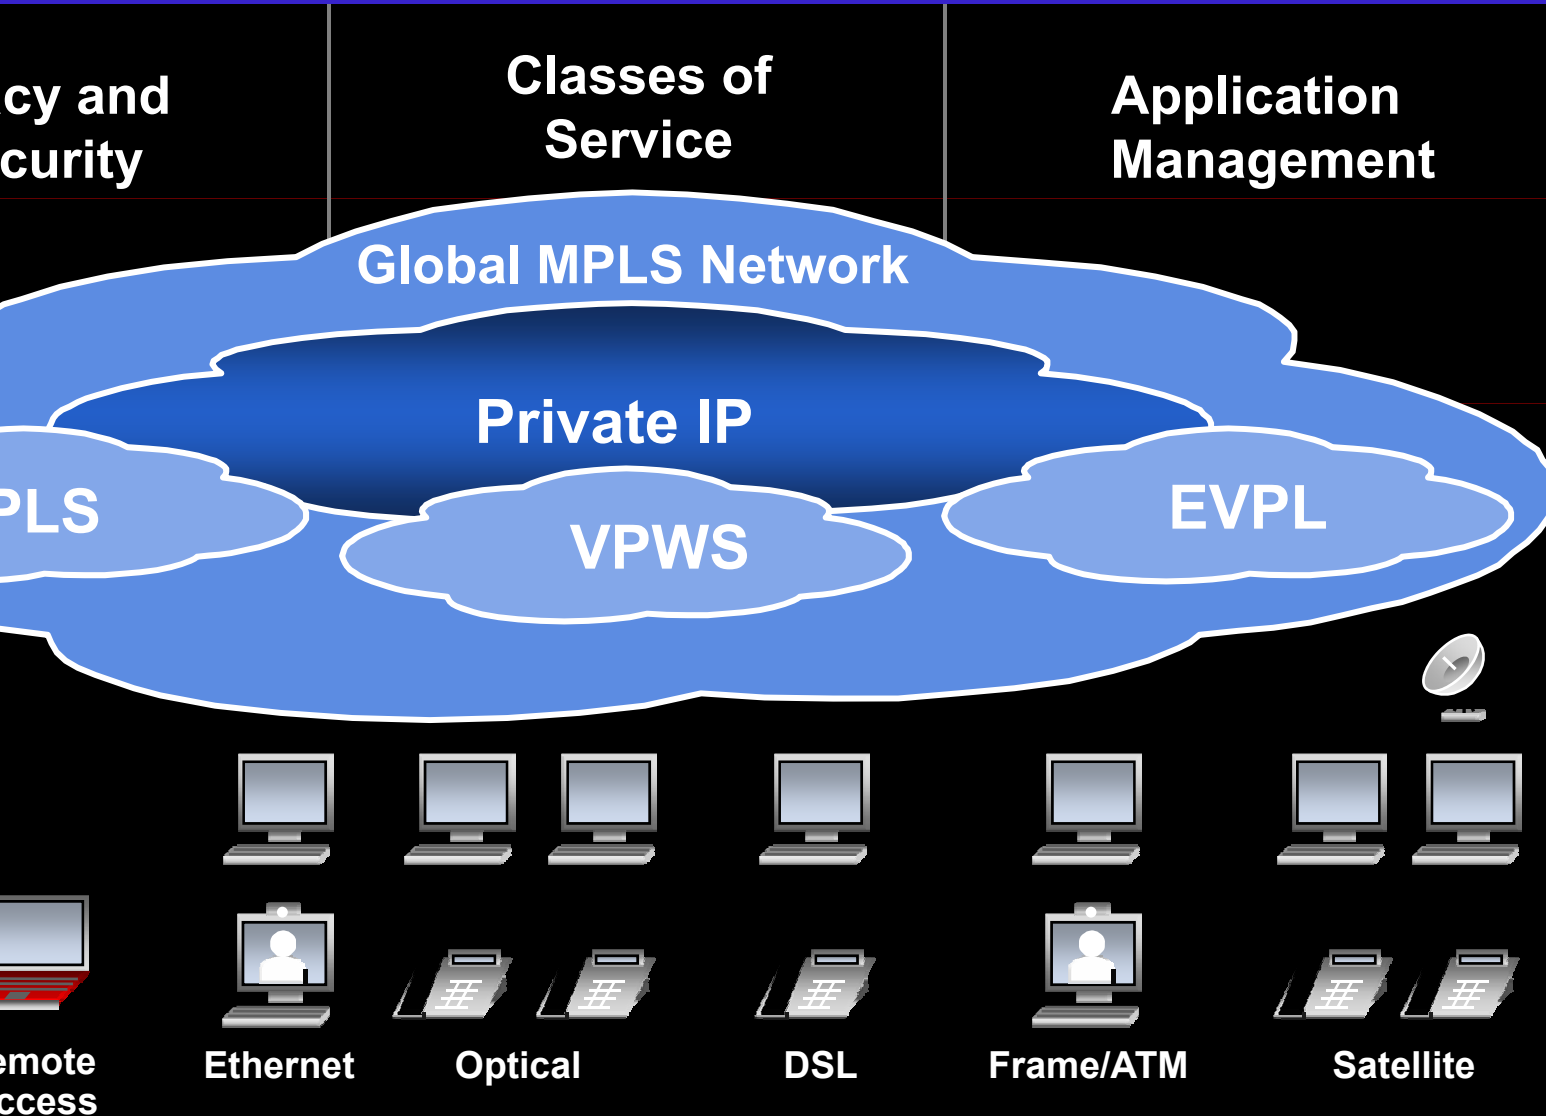 cy and
curity
Classes of
Service
Application
Management
Global MPLS Network
Private IP
PLS
VPWS
EVPL
emote
ccess
Ethernet
Optical
DSL
Frame/ATM
Satellite